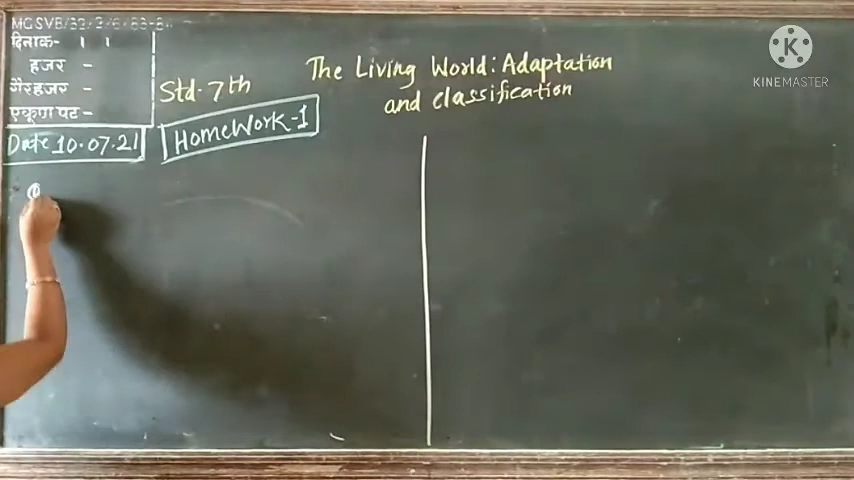 दिनांक-
हजर -
गैरहजर -
एकूण पट -
Std. 7th
The Living World: Adaptation
and classification
Date 10.07.21
HomeWork-1
KINEMASTER